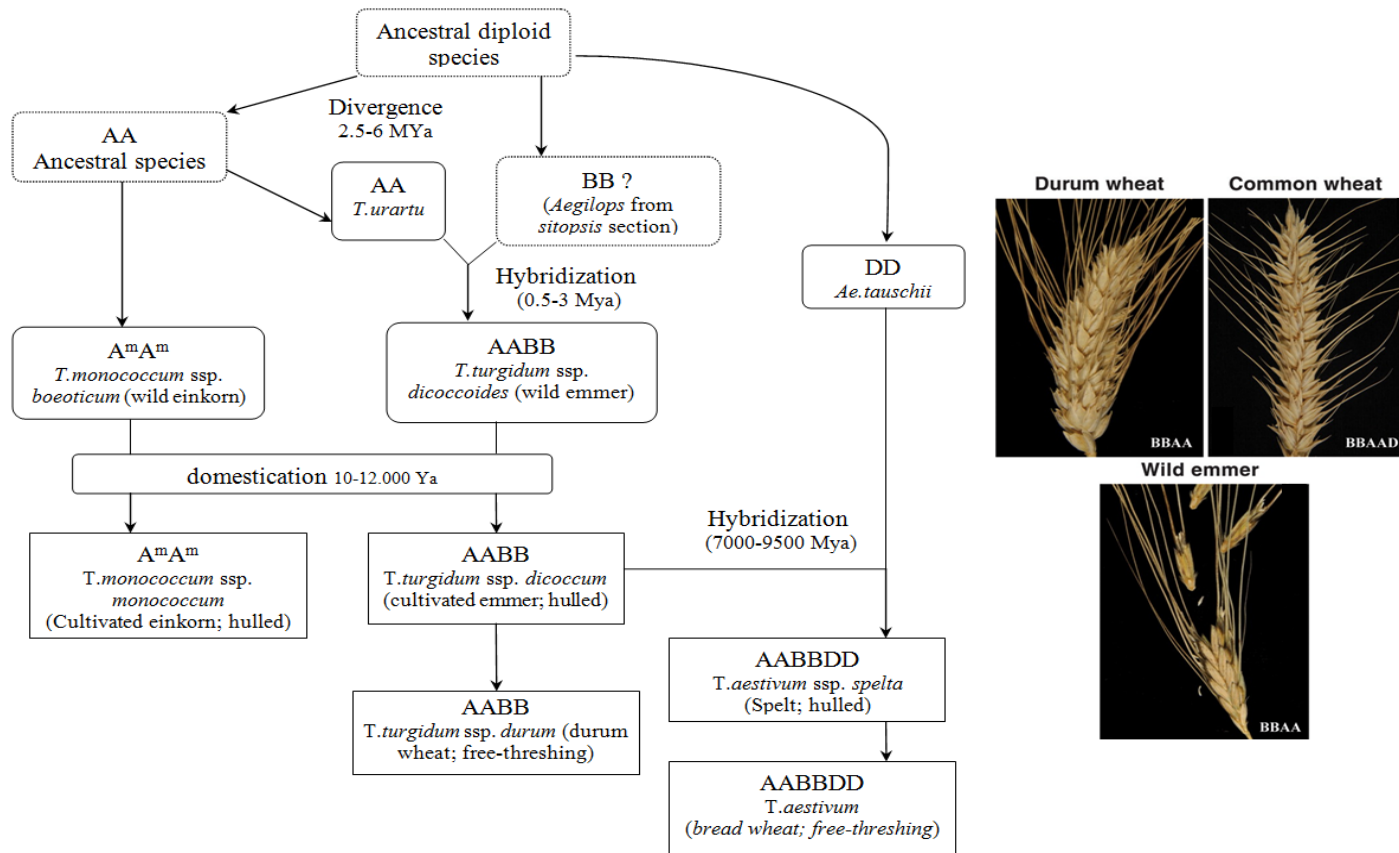 Ancestral diploid
species
Divergence
2.5-6 MYa
AA
Ancestral species
AA
T.urartu
BB ?
(Aegilops from
sitopsis section)
Hybridization
(0.5-3 Mya)
DD
Ae.tauschii
AᵐAᵐ
T.monococcum ssp.
boeoticum (wild einkorn)
AABB
T.turgidum ssp.
dicoccoides (wild emmer)
domestication 10-12.000 Ya
Hybridization
(7000-9500 Mya)
AᵐAᵐ
T.monococcum ssp.
monococcum
(Cultivated einkorn; hulled)
AABB
T.turgidum ssp. dicoccum
(cultivated emmer; hulled)
AABBDD
T.aestivum ssp. spelta
(Spelt; hulled)
AABB
T.turgidum ssp. durum (durum
wheat; free-threshing)
AABBDD
T.aestivum
(bread wheat; free-threshing)
Durum wheat
BBAA
Common wheat
BBAAD
Wild emmer
BBAA